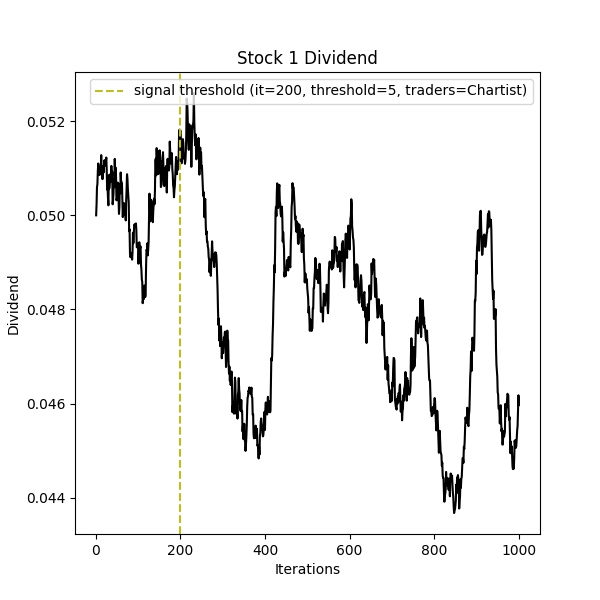 Stock 1 Dividend
signal threshold (it=200, threshold=5, traders=Chartist)
0.052
0.050
0.048
0.046
0.044
Dividend
0 200 400 600 800 1000
Iterations